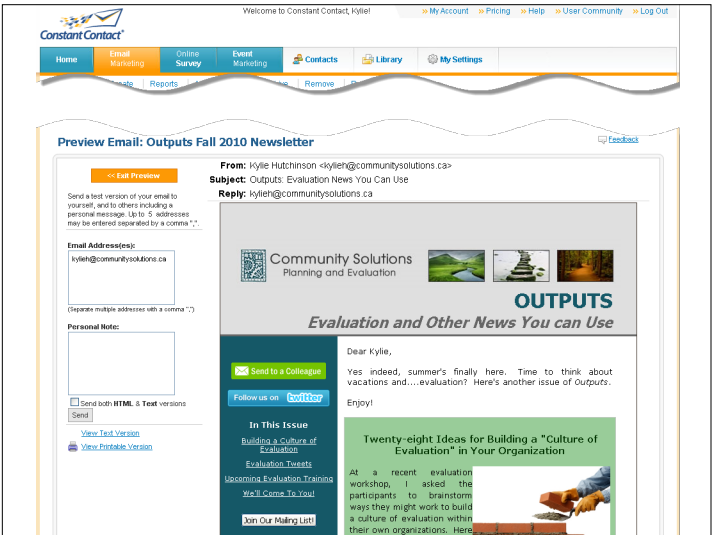 Welcome to Constant Contact, Kylie!
» My Account » Pricing » Help » User Community » Log Out
Constant Contact
Home
Email Marketing
Online Survey
Event Marketing
Contacts
Library
My Settings
Reports
Remove
Preview Email: Outputs Fall 2010 Newsletter
Feedback
<< Exit Preview
Send a test version of your email to
yourself, and to others including a
personal message. Up to 5 addresses
may be entered separated by a comma ",".
Email Address(es):
kylieh@communitysolutions.ca
(Separate multiple addresses with a comma ",")
Personal Note:
Send both HTML & Text versions
Send
View Text Version
View Printable Version
From: Kylie Hutchinson <kylieh@communitysolutions.ca>
Subject: Outputs: Evaluation News You Can Use
Reply: kylieh@communitysolutions.ca
Community Solutions
Planning and Evaluation
OUTPUTS
Evaluation and Other News You can Use
Send to a Colleague
Follow us on twitter
In This Issue
Building a Culture of
Evaluation
Evaluation Tweets
Upcoming Evaluation Training
We'll Come To You!
Join Our Mailing List!
Dear Kylie,
Yes indeed, summer's finally here. Time to think about
vacations and....evaluation? Here's another issue of Outputs.
Enjoy!
Twenty-eight Ideas for Building a "Culture of
Evaluation" in Your Organization
At a recent evaluation
workshop, I asked the
participants to brainstorm
ways they might work to build
a culture of evaluation within
their own organizations. Here